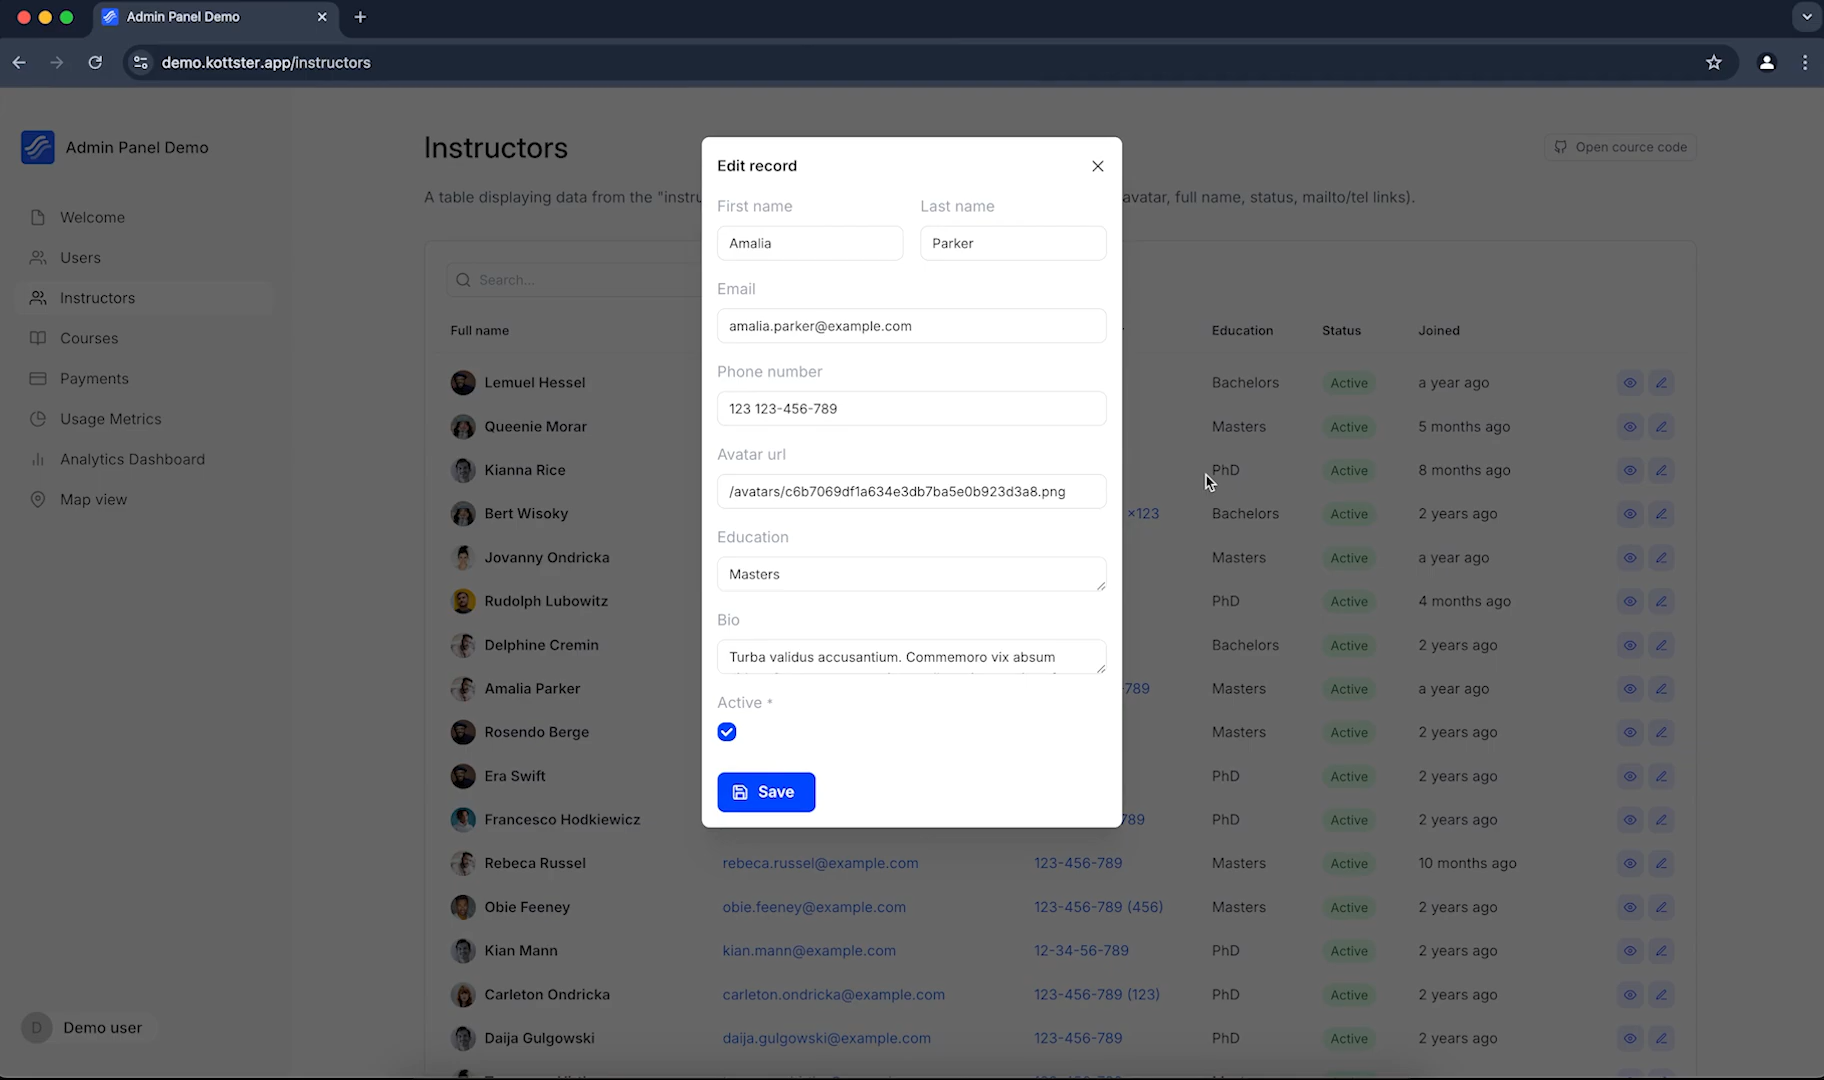 Admin Panel Demo
demo.kottster.app/instructors
Admin Panel Demo
Welcome
Users
Instructors
Courses
Payments
Usage Metrics
Analytics Dashboard
Map view
D Demo user
Instructors
Open cource code
A table displaying data from the "instru avatar, full name, status, mailto/tel links).
Search...
Full name Education Status Joined
Lemuel Hessel Bachelors Active a year ago
Queenie Morar Masters Active 5 months ago
Kianna Rice PhD Active 8 months ago
Bert Wisoky ×123 Bachelors Active 2 years ago
Jovanny Ondricka Masters Active a year ago
Rudolph Lubowitz PhD Active 4 months ago
Delphine Cremin Bachelors Active 2 years ago
Amalia Parker -789 Masters Active a year ago
Rosendo Berge Masters Active 2 years ago
Era Swift PhD Active 2 years ago
Francesco Hodkiewicz 789 PhD Active 2 years ago
Rebeca Russel rebeca.russel@example.com 123-456-789 Masters Active 10 months ago
Obie Feeney obie.feeney@example.com 123-456-789 (456) Masters Active 2 years ago
Kian Mann kian.mann@example.com 12-34-56-789 PhD Active 2 years ago
Carleton Ondricka carleton.ondricka@example.com 123-456-789 (123) PhD Active 2 years ago
Daija Gulgowski daija.gulgowski@example.com 123-456-789 PhD Active 2 years ago
Edit record
First name Last name
Amalia Parker
Email
amalia.parker@example.com
Phone number
123 123-456-789
Avatar url
/avatars/c6b7069df1a634e3db7ba5e0b923d3a8.png
Education
Masters
Bio
Turba validus accusantium. Commemoro vix absum
Active *
Save